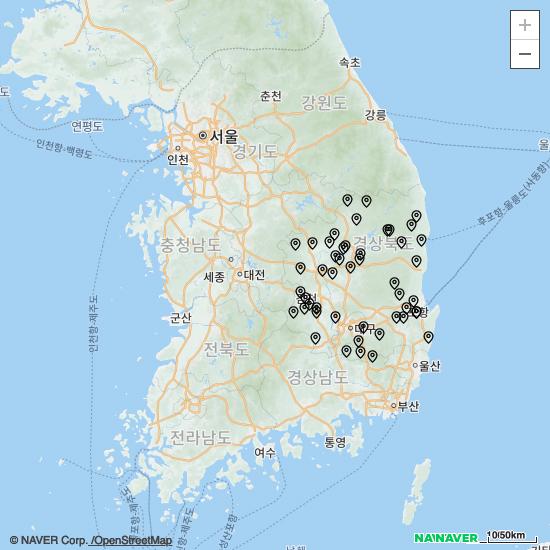 +
−
속초
춘천
강원도
강릉
도
연평도
서울
인천항-백령도
인천
경기도
울
후포항-울릉도(사동항)
충청남도
경상북도
세종
대전
인천항-제주도
군산
전북도
대구
경상남도
울산
부산
전라남도
통영
여수
© NAVER Corp. /OpenStreetMap
NAVER
10/50km